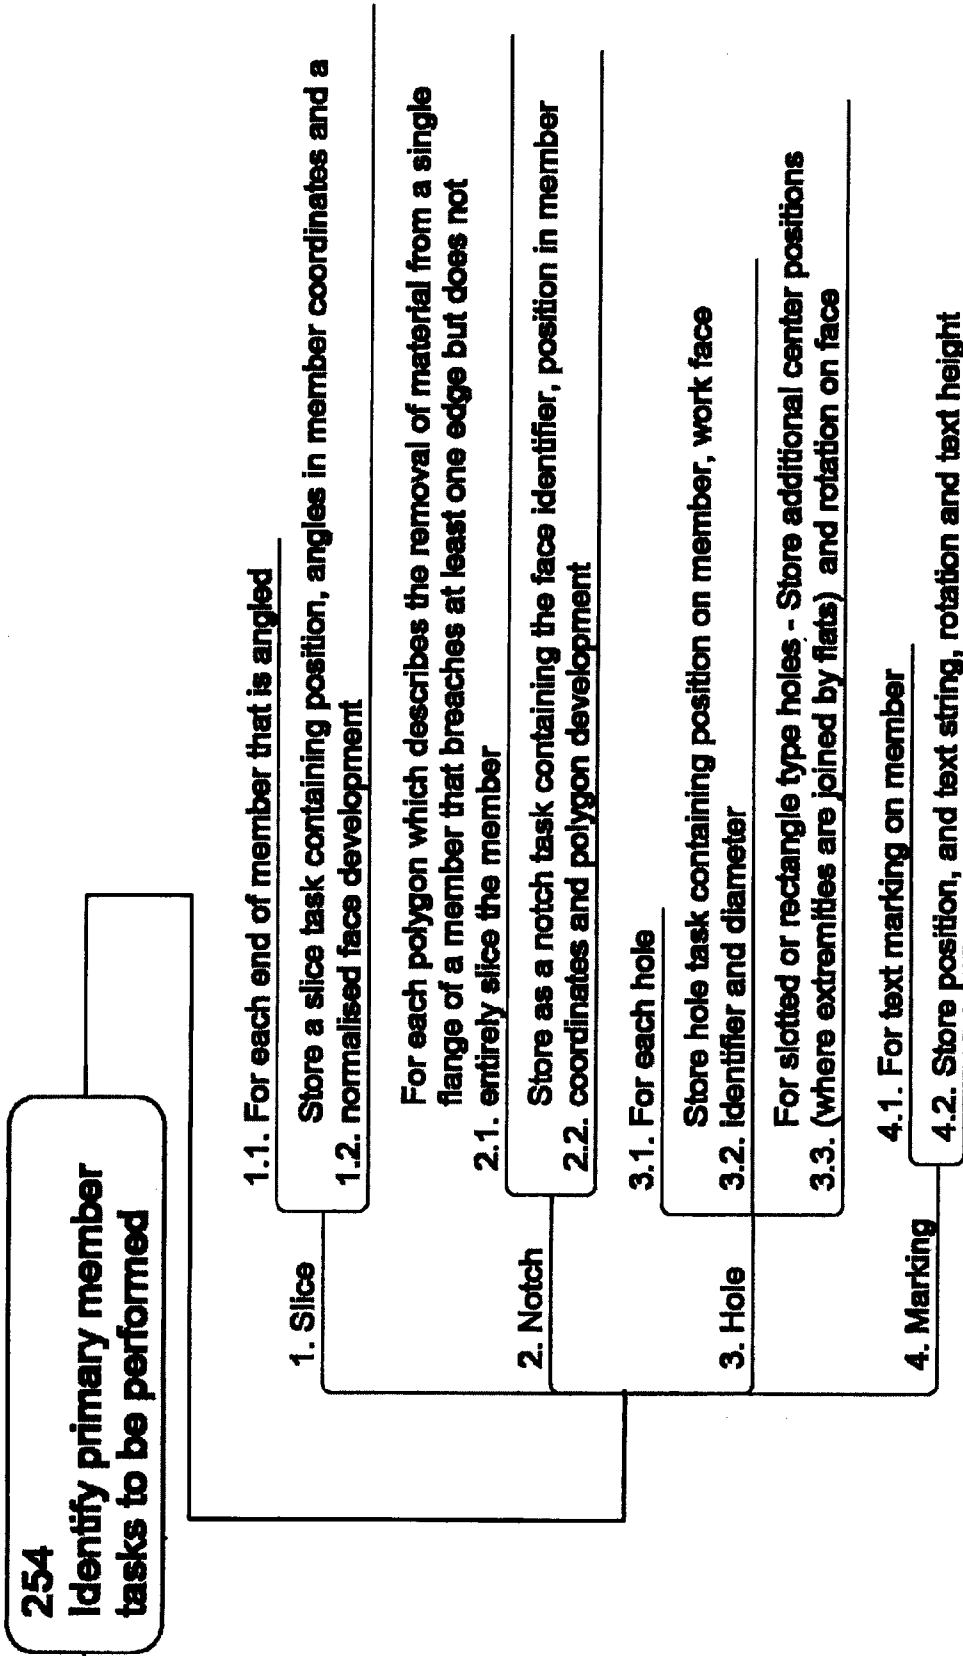 254
Identify primary member
tasks to be performed
1. Slice
1.1. For each end of member that is angled
Store a slice task containing position, angles in member coordinates and a
1.2. normalised face development
2. Notch
For each polygon which describes the removal of material from a single
flange of a member that breaches at least one edge but does not
2.1. entirely slice the member
Store as a notch task containing the face identifier, position in member
2.2. coordinates and polygon development
3. Hole
3.1. For each hole
Store hole task containing position on member, work face
3.2. identifier and diameter
For slotted or rectangle type holes - Store additional center positions
3.3. (where extremities are joined by flats) and rotation on face
4. Marking
4.1. For text marking on member
4.2. Store position, and text string, rotation and text height